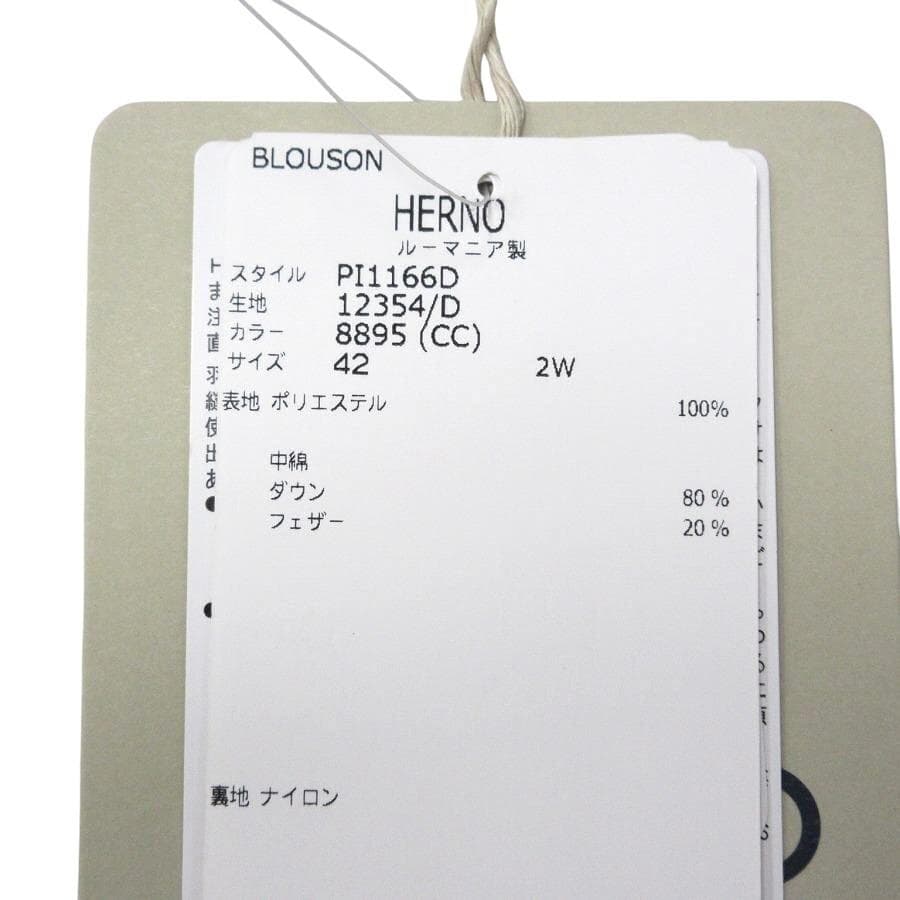 BLOUSON
HERNO
ルーマニア製
スタイル PI1166D
生地 12354/D
カラー 8895 (CC)
サイズ 42 2W
表地 ポリエステル 100%
中綿
ダウン 80 %
フェザー 20 %
裏地 ナイロン